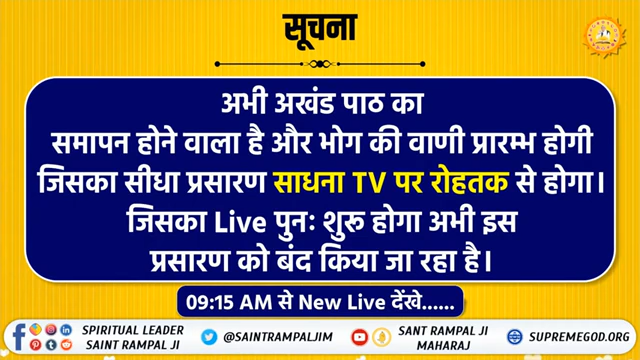 सूचना
अभी अखंड पाठ का
समापन होने वाला है और भोग की वाणी प्रारम्भ होगी
जिसका सीधा प्रसारण साधना TV पर रोहतक से होगा।
जिसका Live पुनः शुरू होगा अभी इस
प्रसारण को बंद किया जा रहा है।
09:15 AM से New Live देंखे......
SPIRITUAL LEADER
SAINT RAMPAL JI
@SAINTRAMPALJIM
SANT RAMPAL JI
MAHARAJ
SUPREMEGOD.ORG